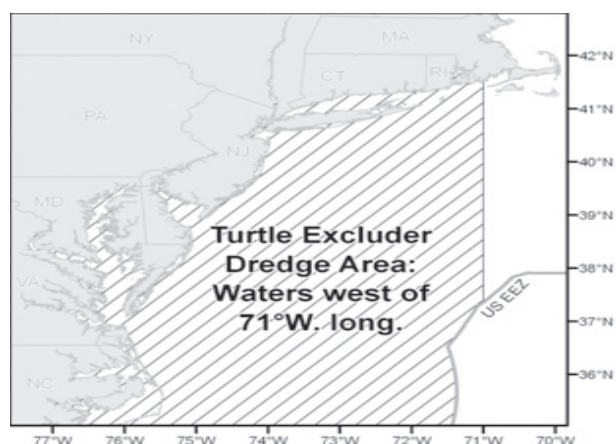 NY
MA
CT
RI
PA
NJ
MD
VA
NC
Turtle Excluder
Dredge Area:
Waters west of
71°W. long.
US EEZ
42°N
41°N
40°N
39°N
38°N
37°N
36°N
77°W 76°W 75°W 74°W 73°W 72°W 71°W 70°W